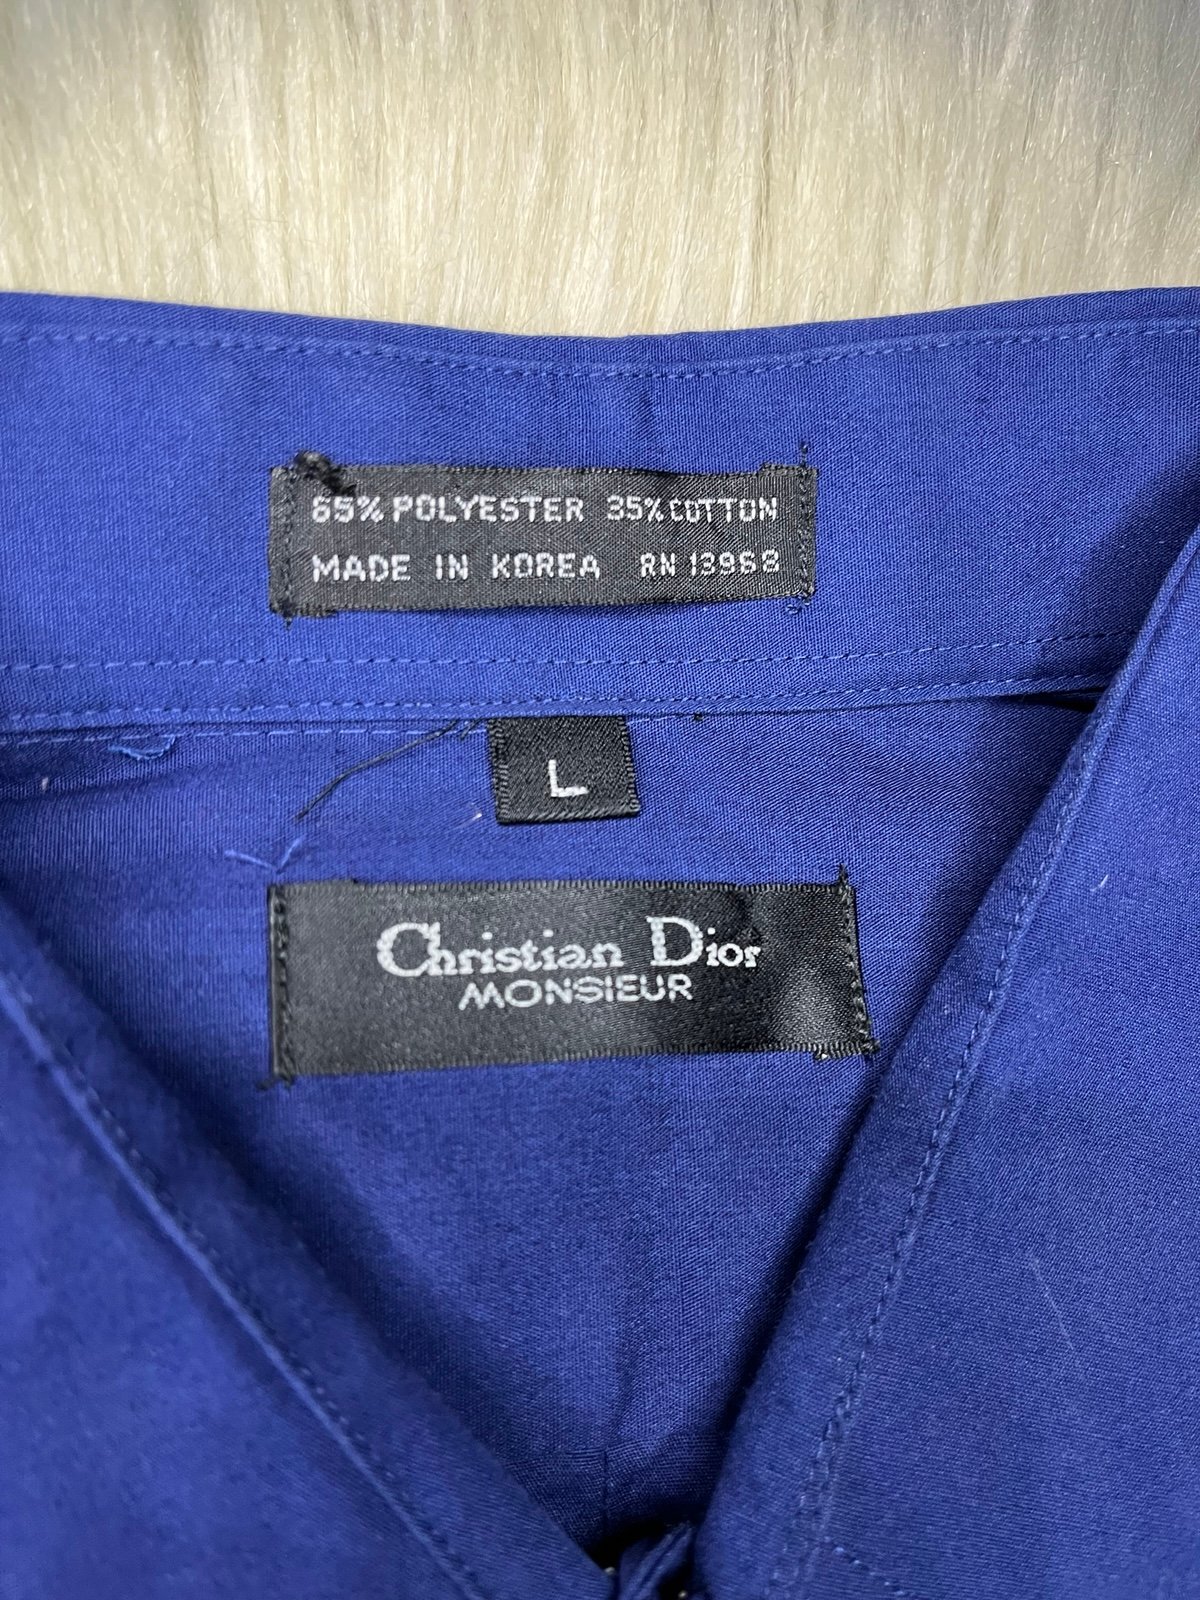 65% POLYESTER 35% COTTON
MADE IN KOREA RN 13968
L
Christian Dior
MONSIEUR